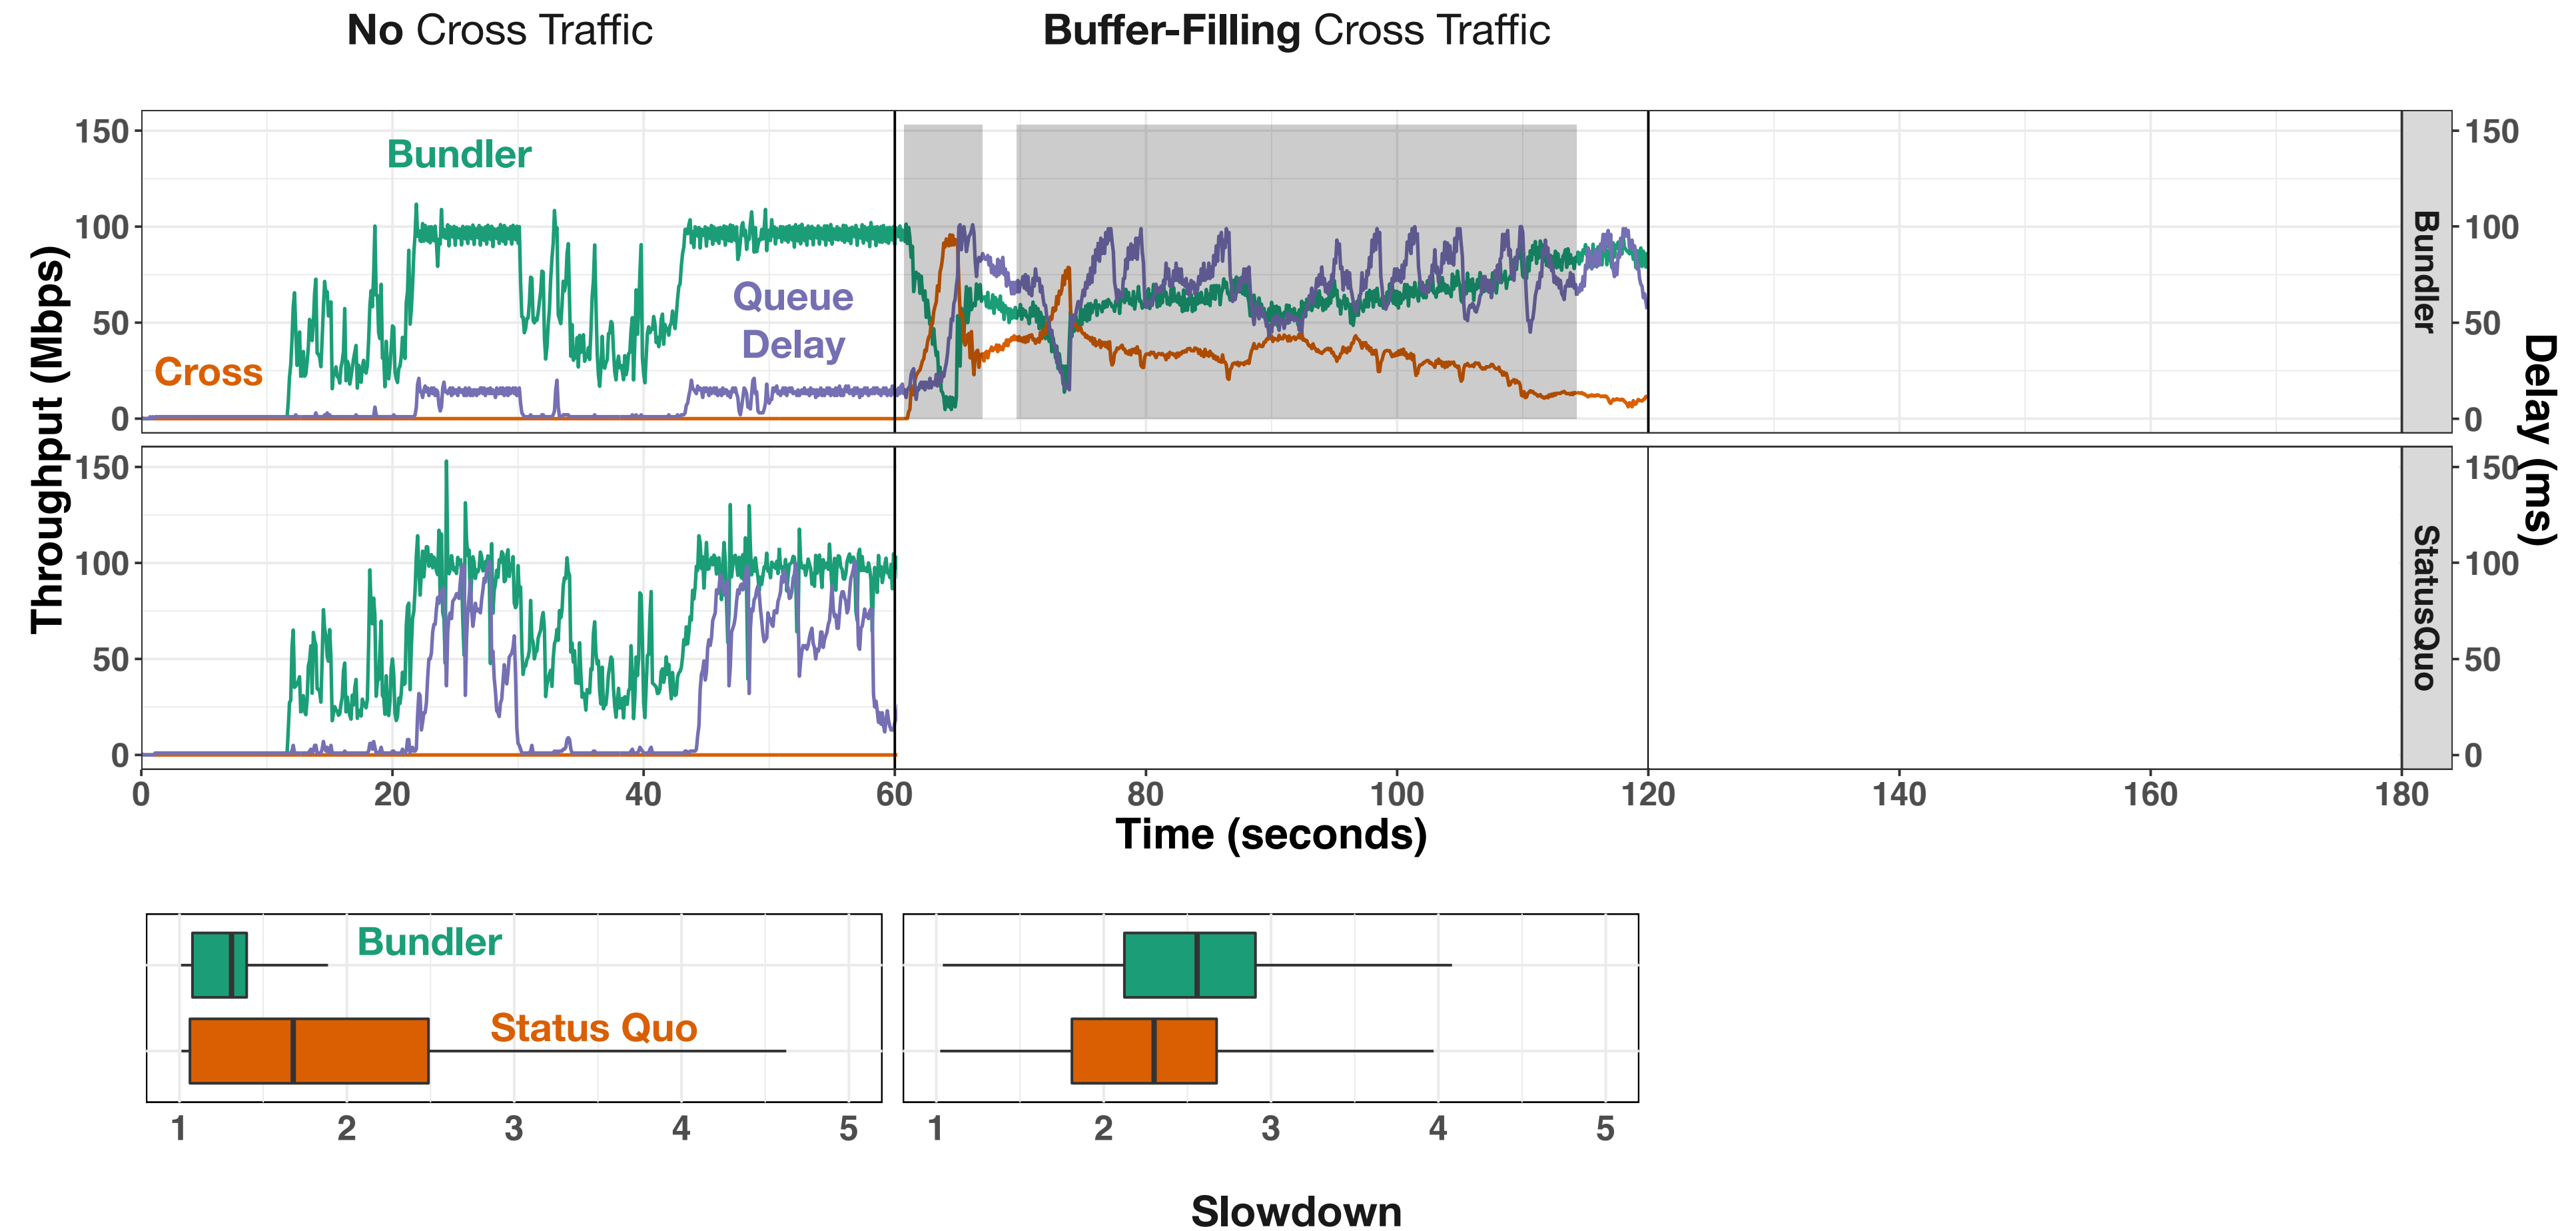 No Cross Traffic
Buffer-Filling Cross Traffic
Throughput (Mbps)
Delay (ms)
150
100
50
0
Bundler
Cross
Queue
Delay
150
100
50
0
Bundler
150
100
50
0
150
100
50
0
StatusQuo
0 20 40 60 80 100 120 140 160 180
Time (seconds)
Bundler
Status Quo
1 2 3 4 5
1 2 3 4 5
Slowdown